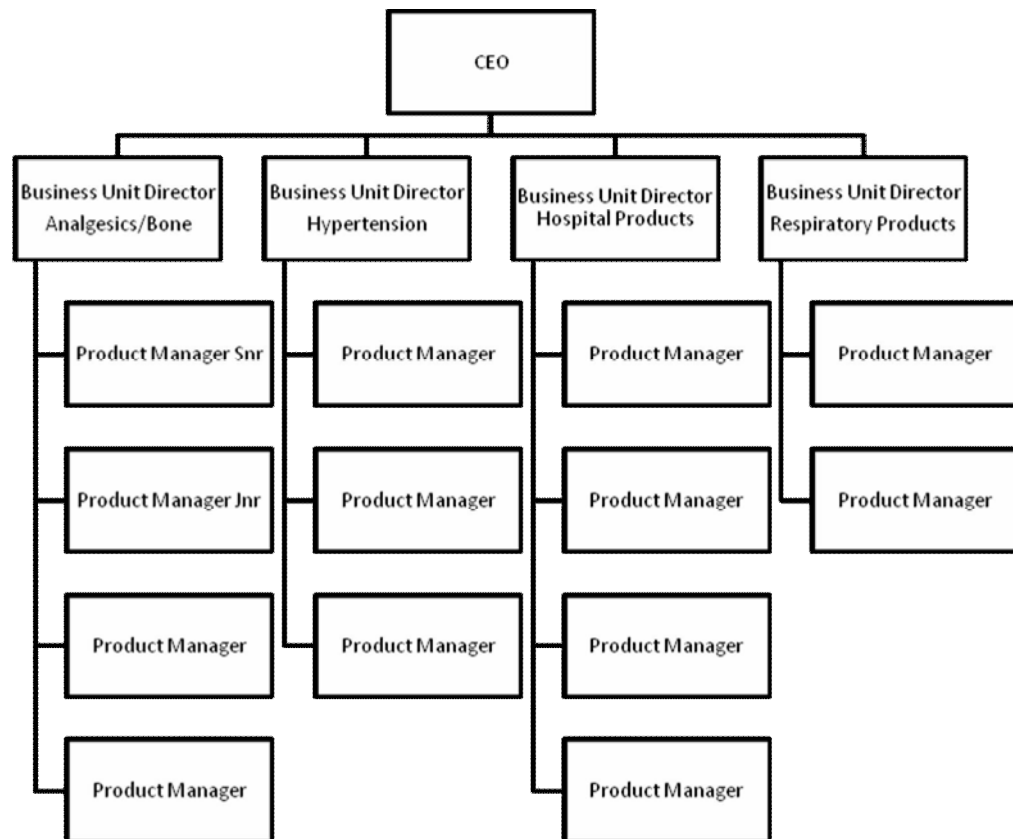 CEO
Business Unit Director
Analgesics/Bone
Business Unit Director
Hypertension
Business Unit Director
Hospital Products
Business Unit Director
Respiratory Products
Product Manager Snr
Product Manager
Product Manager
Product Manager
Product Manager Jnr
Product Manager
Product Manager
Product Manager
Product Manager
Product Manager
Product Manager
Product Manager
Product Manager